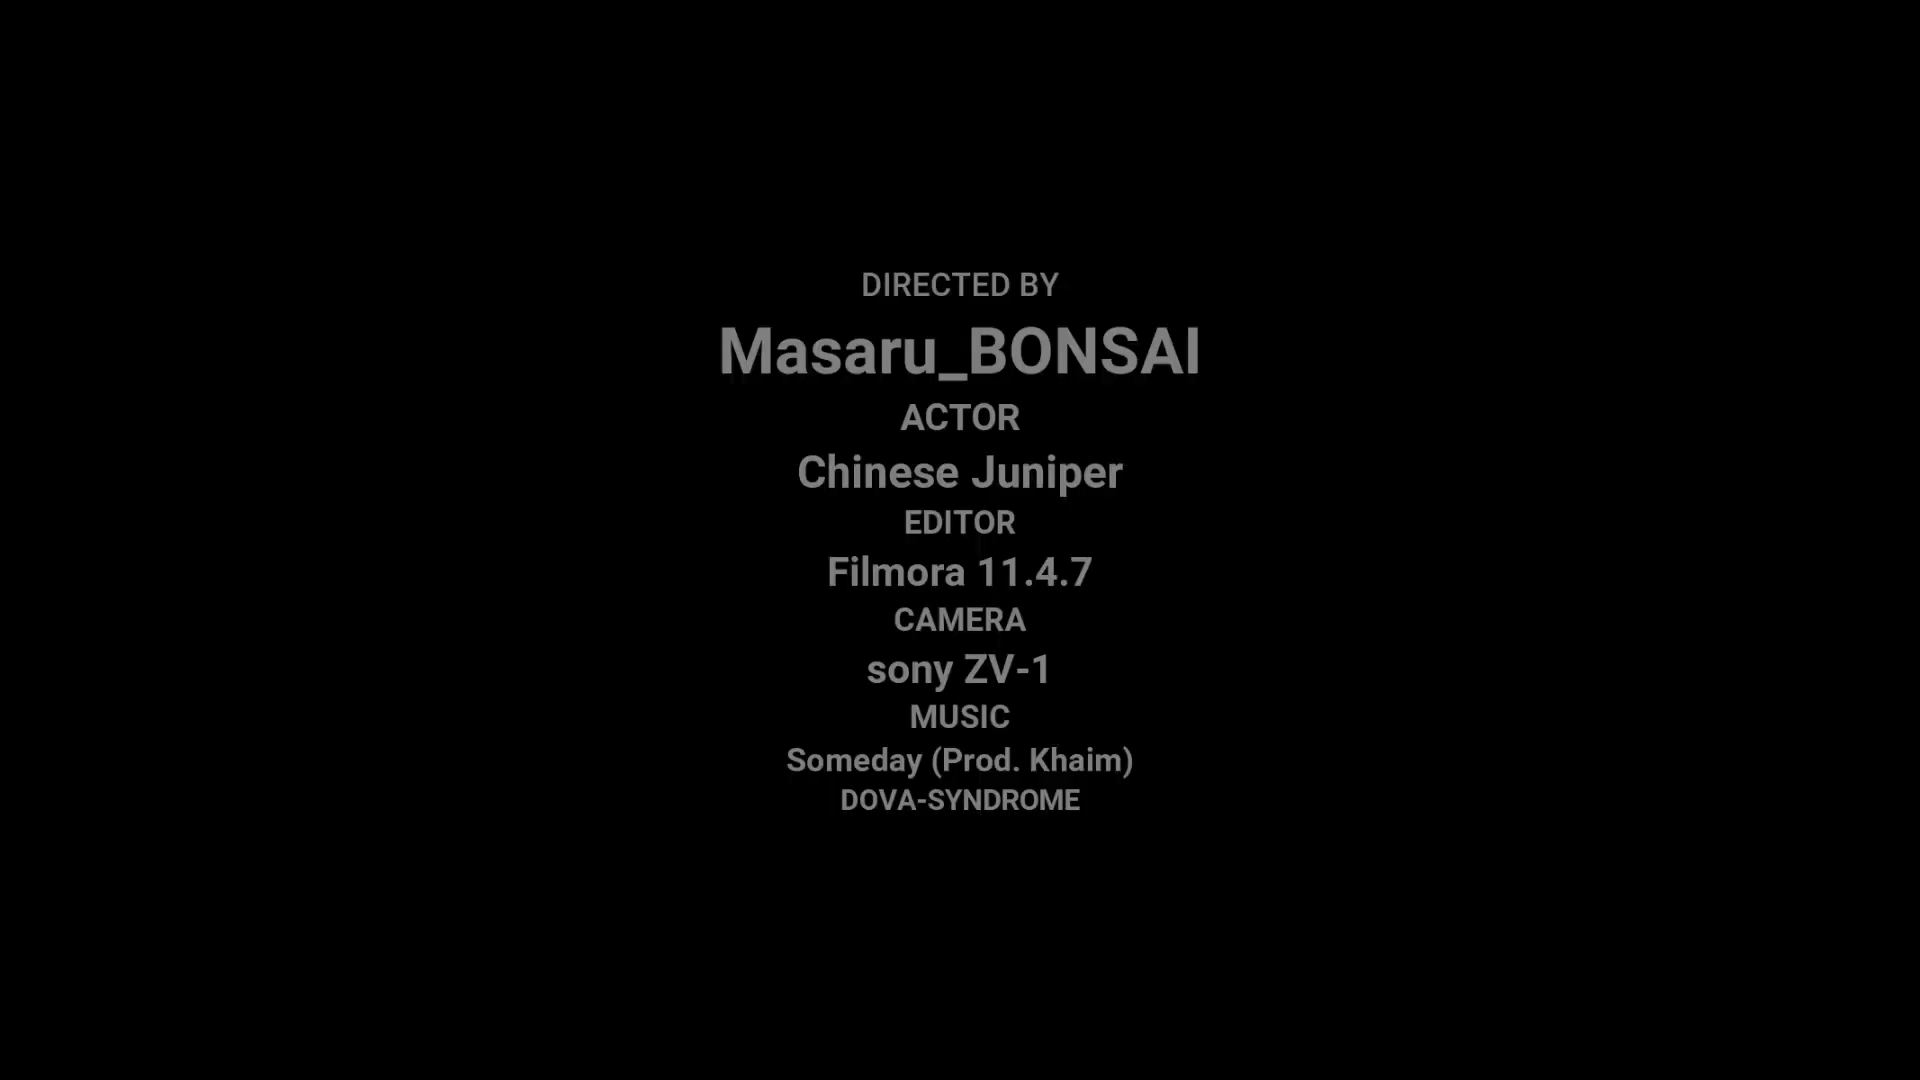 DIRECTED BY
Masaru_BONSAI
ACTOR
Chinese Juniper
EDITOR
Filmora 11.4.7
CAMERA
sony ZV-1
MUSIC
Someday (Prod. Khaim)
DOVA-SYNDROME